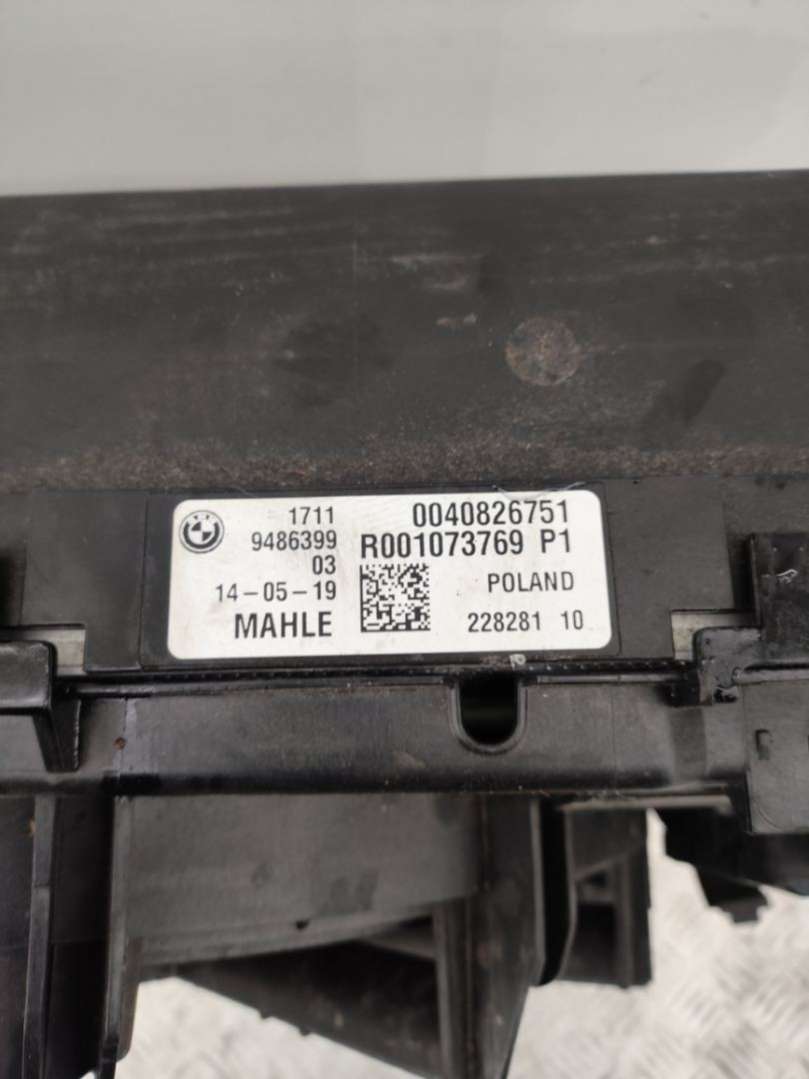 1711 0040826751
9486399 R001073769 P1
03
14-05-19 POLAND
MAHLE 228281 10